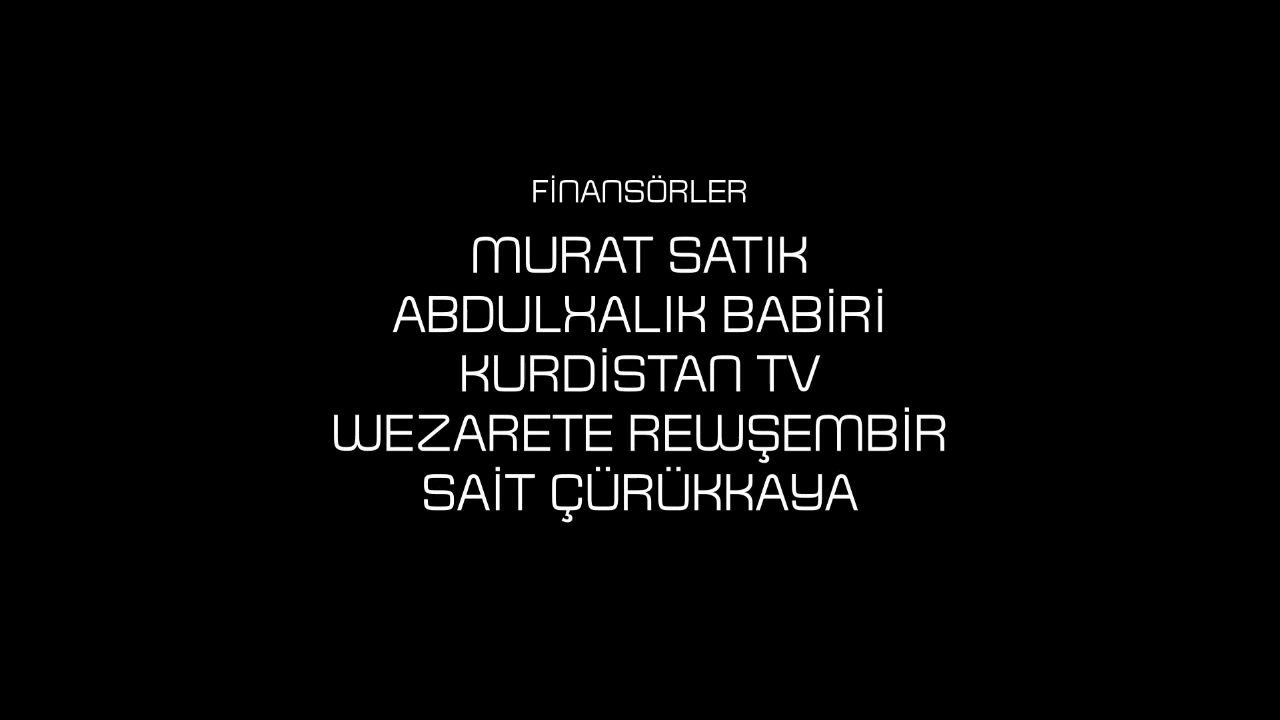 FİNANSÖRLER
MURAT SATIK
ABDULXALIK BABİRİ
KURDİSTAN TV
WEZARETE REWŞEMBİR
SAİT ÇÜRÜKKAYA